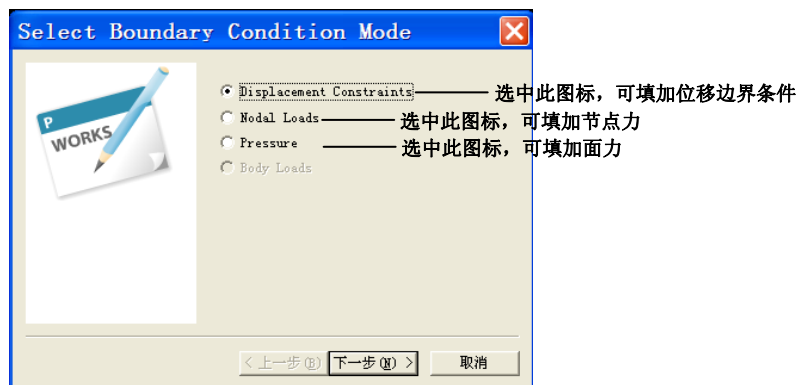 Select Boundary Condition Mode
P
WORKS
Displacement Constraints
选中此图标，可填加位移边界条件
Nodal Loads
选中此图标，可填加节点力
Pressure
选中此图标，可填加面力
Body Loads
< 上一步(B)
下一步(N) >
取消